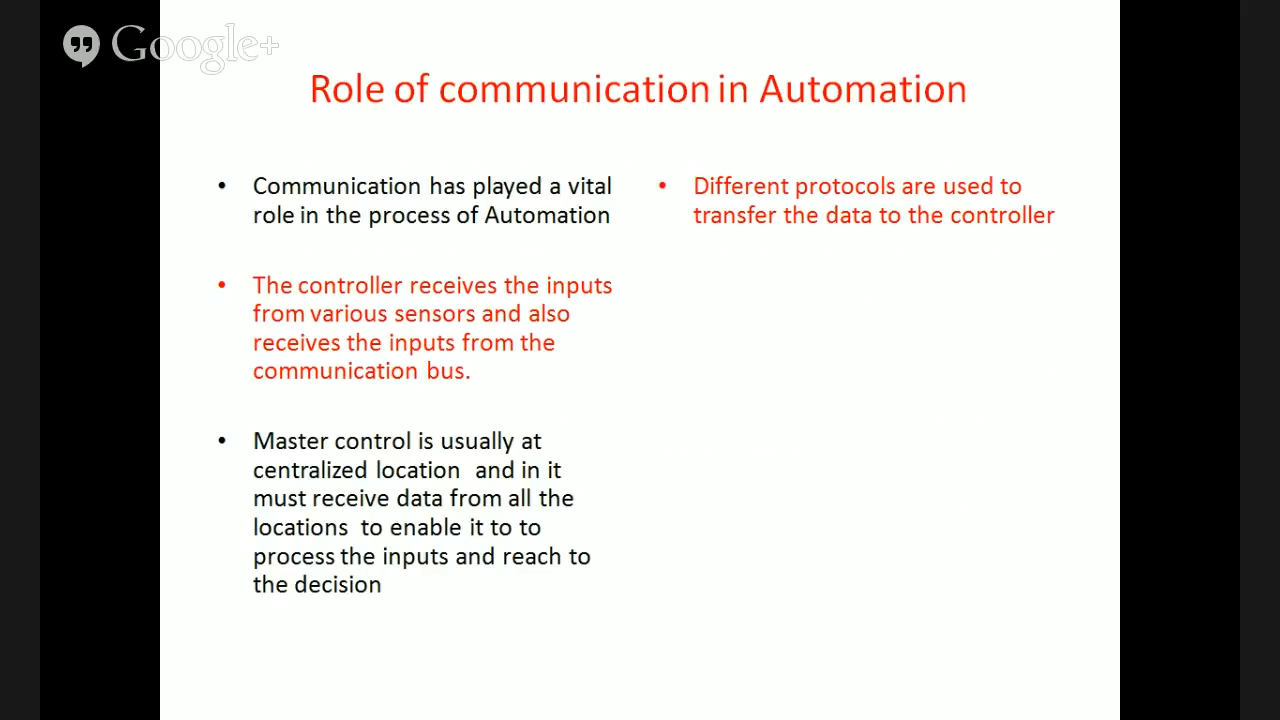 Google+
Role of communication in Automation
• Communication has played a vital
role in the process of Automation
• The controller receives the inputs
from various sensors and also
receives the inputs from the
communication bus.
• Master control is usually at
centralized location and in it
must receive data from all the
locations to enable it to to
process the inputs and reach to
the decision
• Different protocols are used to
transfer the data to the controller